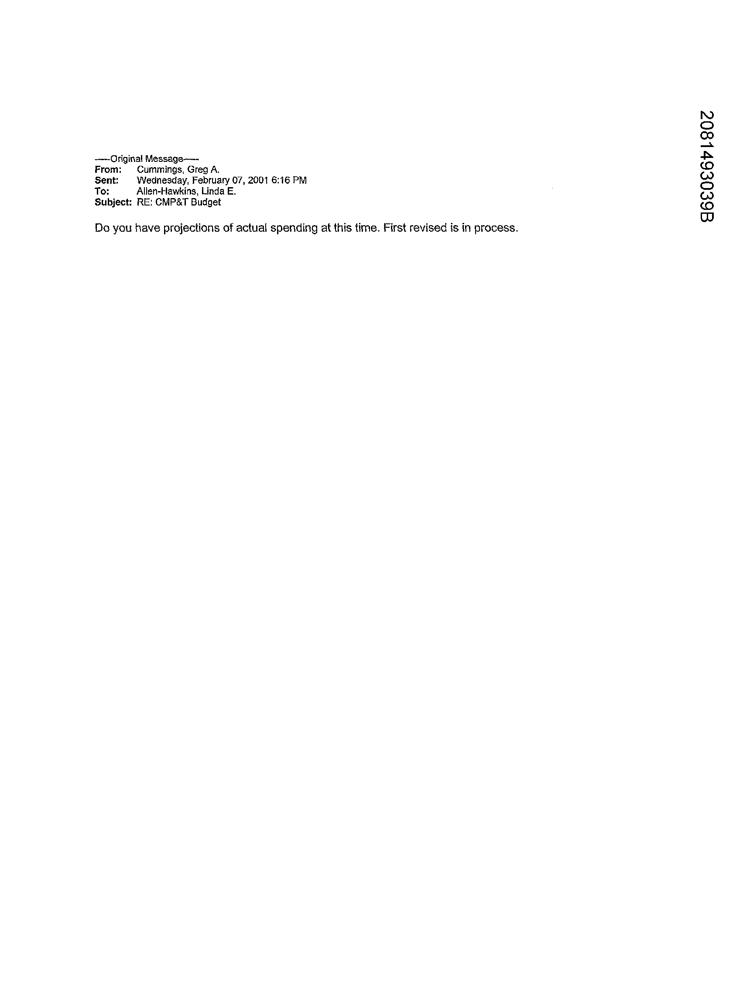 -----Original Message-----
From: Cummings, Greg A.
Sent: Wednesday, February 07, 2001 6:16 PM
To: Allen-Hawkins, Linda E.
Subject: RE: CMP&T Budget
Do you have projections of actual spending at this time. First revised is in process.
2081493039B